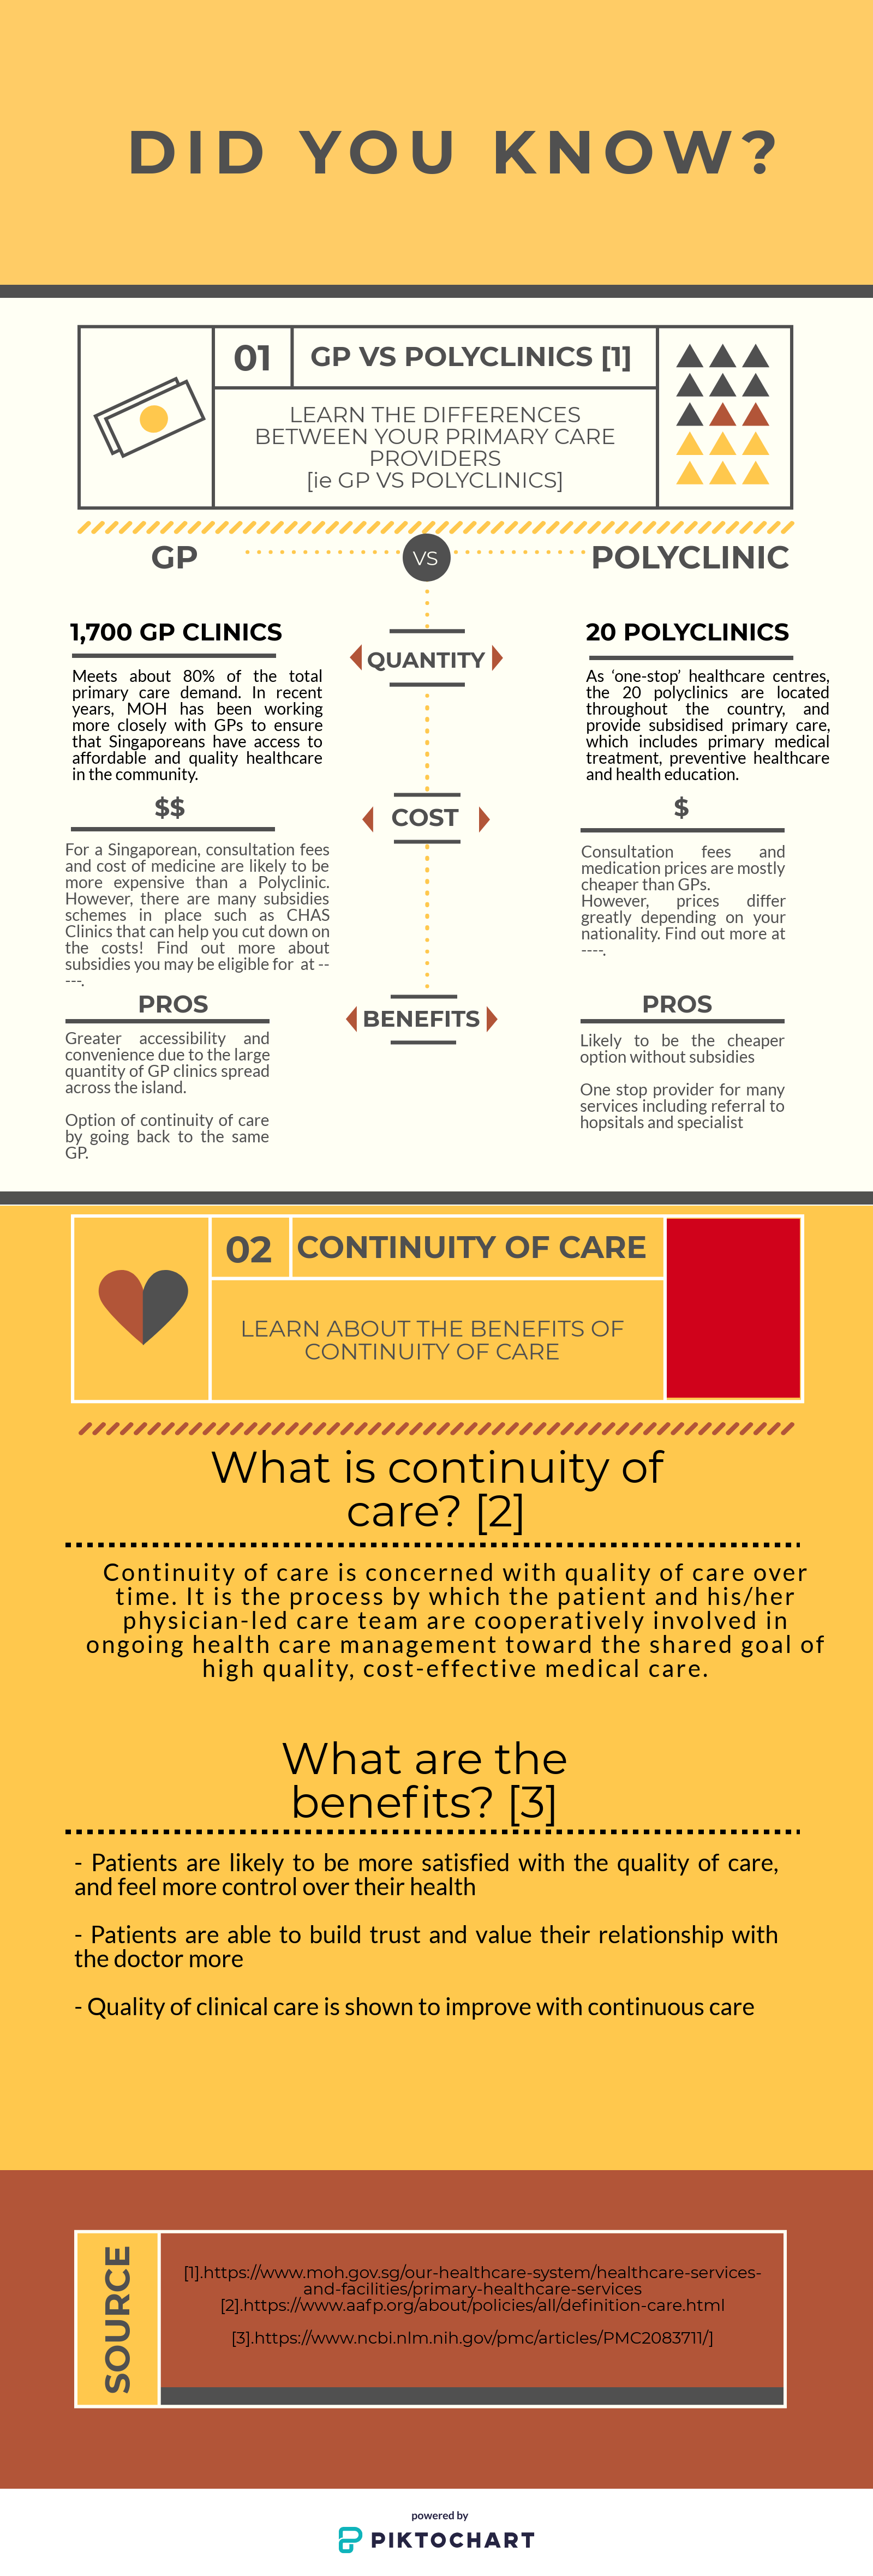 DID YOU KNOW?
01
GP VS POLYCLINICS [1]
LEARN THE DIFFERENCES
BETWEEN YOUR PRIMARY CARE
PROVIDERS
[ie GP VS POLYCLINICS]
GP
VS
POLYCLINIC
1,700 GP CLINICS
Meets about 80% of the total
primary care demand. In recent
years, MOH has been working
more closely with GPs to ensure
that Singaporeans have access to
affordable and quality healthcare
in the community.
QUANTITY
20 POLYCLINICS
As ‘one-stop’ healthcare centres,
the 20 polyclinics are located
throughout the country, and
provide subsidised primary care,
which includes primary medical
treatment, preventive healthcare
and health education.
$$
For a Singaporean, consultation fees
and cost of medicine are likely to be
more expensive than a Polyclinic.
However, there are many subsidies
schemes in place such as CHAS
Clinics that can help you cut down on
the costs! Find out more about
subsidies you may be eligible for at --
---.
COST
$
Consultation fees and
medication prices are mostly
cheaper than GPs.
However, prices differ
greatly depending on your
nationality. Find out more at
----.
PROS
Greater accessibility and
convenience due to the large
quantity of GP clinics spread
across the island.
Option of continuity of care
by going back to the same
GP.
BENEFITS
PROS
Likely to be the cheaper
option without subsidies
One stop provider for many
services including referral to
hopsitals and specialist
02
CONTINUITY OF CARE
LEARN ABOUT THE BENEFITS OF
CONTINUITY OF CARE
What is continuity of
care? [2]
Continuity of care is concerned with quality of care over
time. It is the process by which the patient and his/her
physician-led care team are cooperatively involved in
ongoing health care management toward the shared goal of
high quality, cost-effective medical care.
What are the
benefits? [3]
- Patients are likely to be more satisfied with the quality of care,
and feel more control over their health
- Patients are able to build trust and value their relationship with
the doctor more
- Quality of clinical care is shown to improve with continuous care
SOURCE
[1].https://www.moh.gov.sg/our-healthcare-system/healthcare-services-
and-facilities/primary-healthcare-services
[2].https://www.aafp.org/about/policies/all/definition-care.html
[3].https://www.ncbi.nlm.nih.gov/pmc/articles/PMC2083711/]
powered by
PIKTOCHART